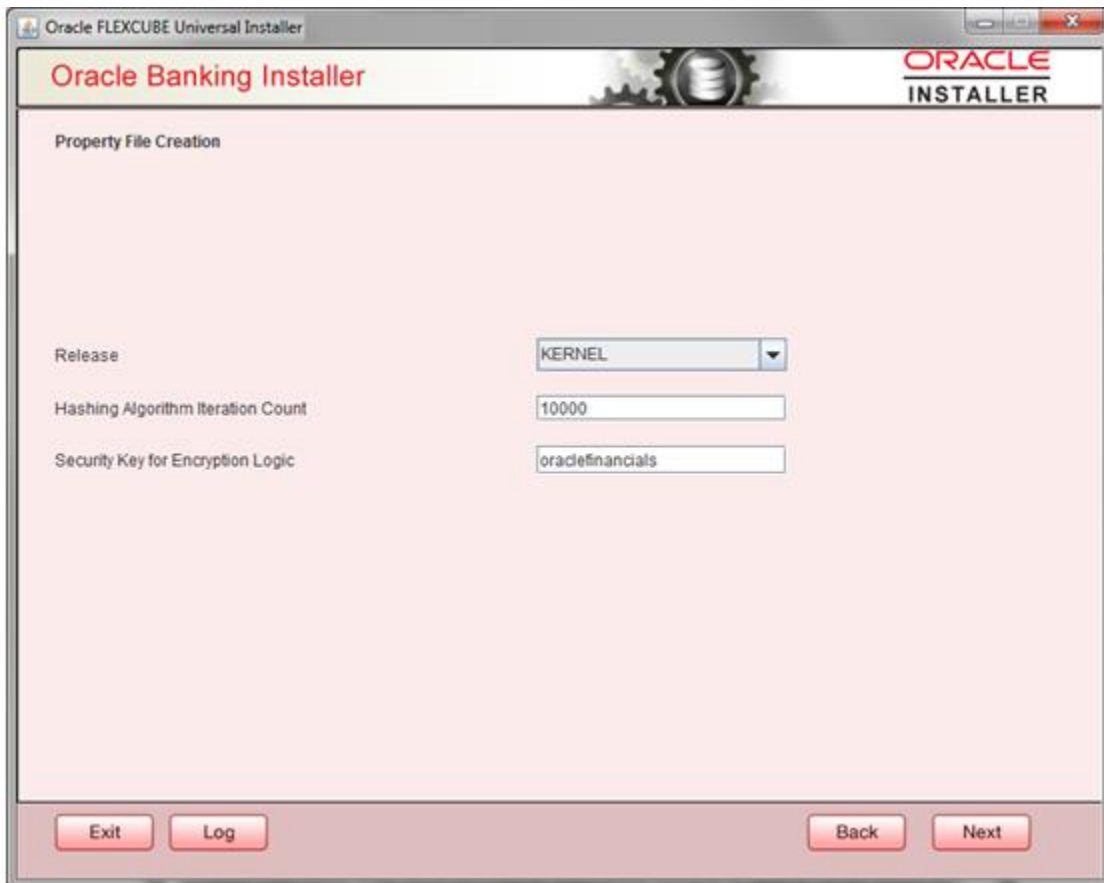 Oracle FLEXCUBE Universal Installer
Oracle Banking Installer
ORACLE
INSTALLER
Property File Creation
Release
KERNEL
Hashing Algorithm Iteration Count
10000
Security Key for Encryption Logic
oraclefinancials
Exit
Log
Back
Next